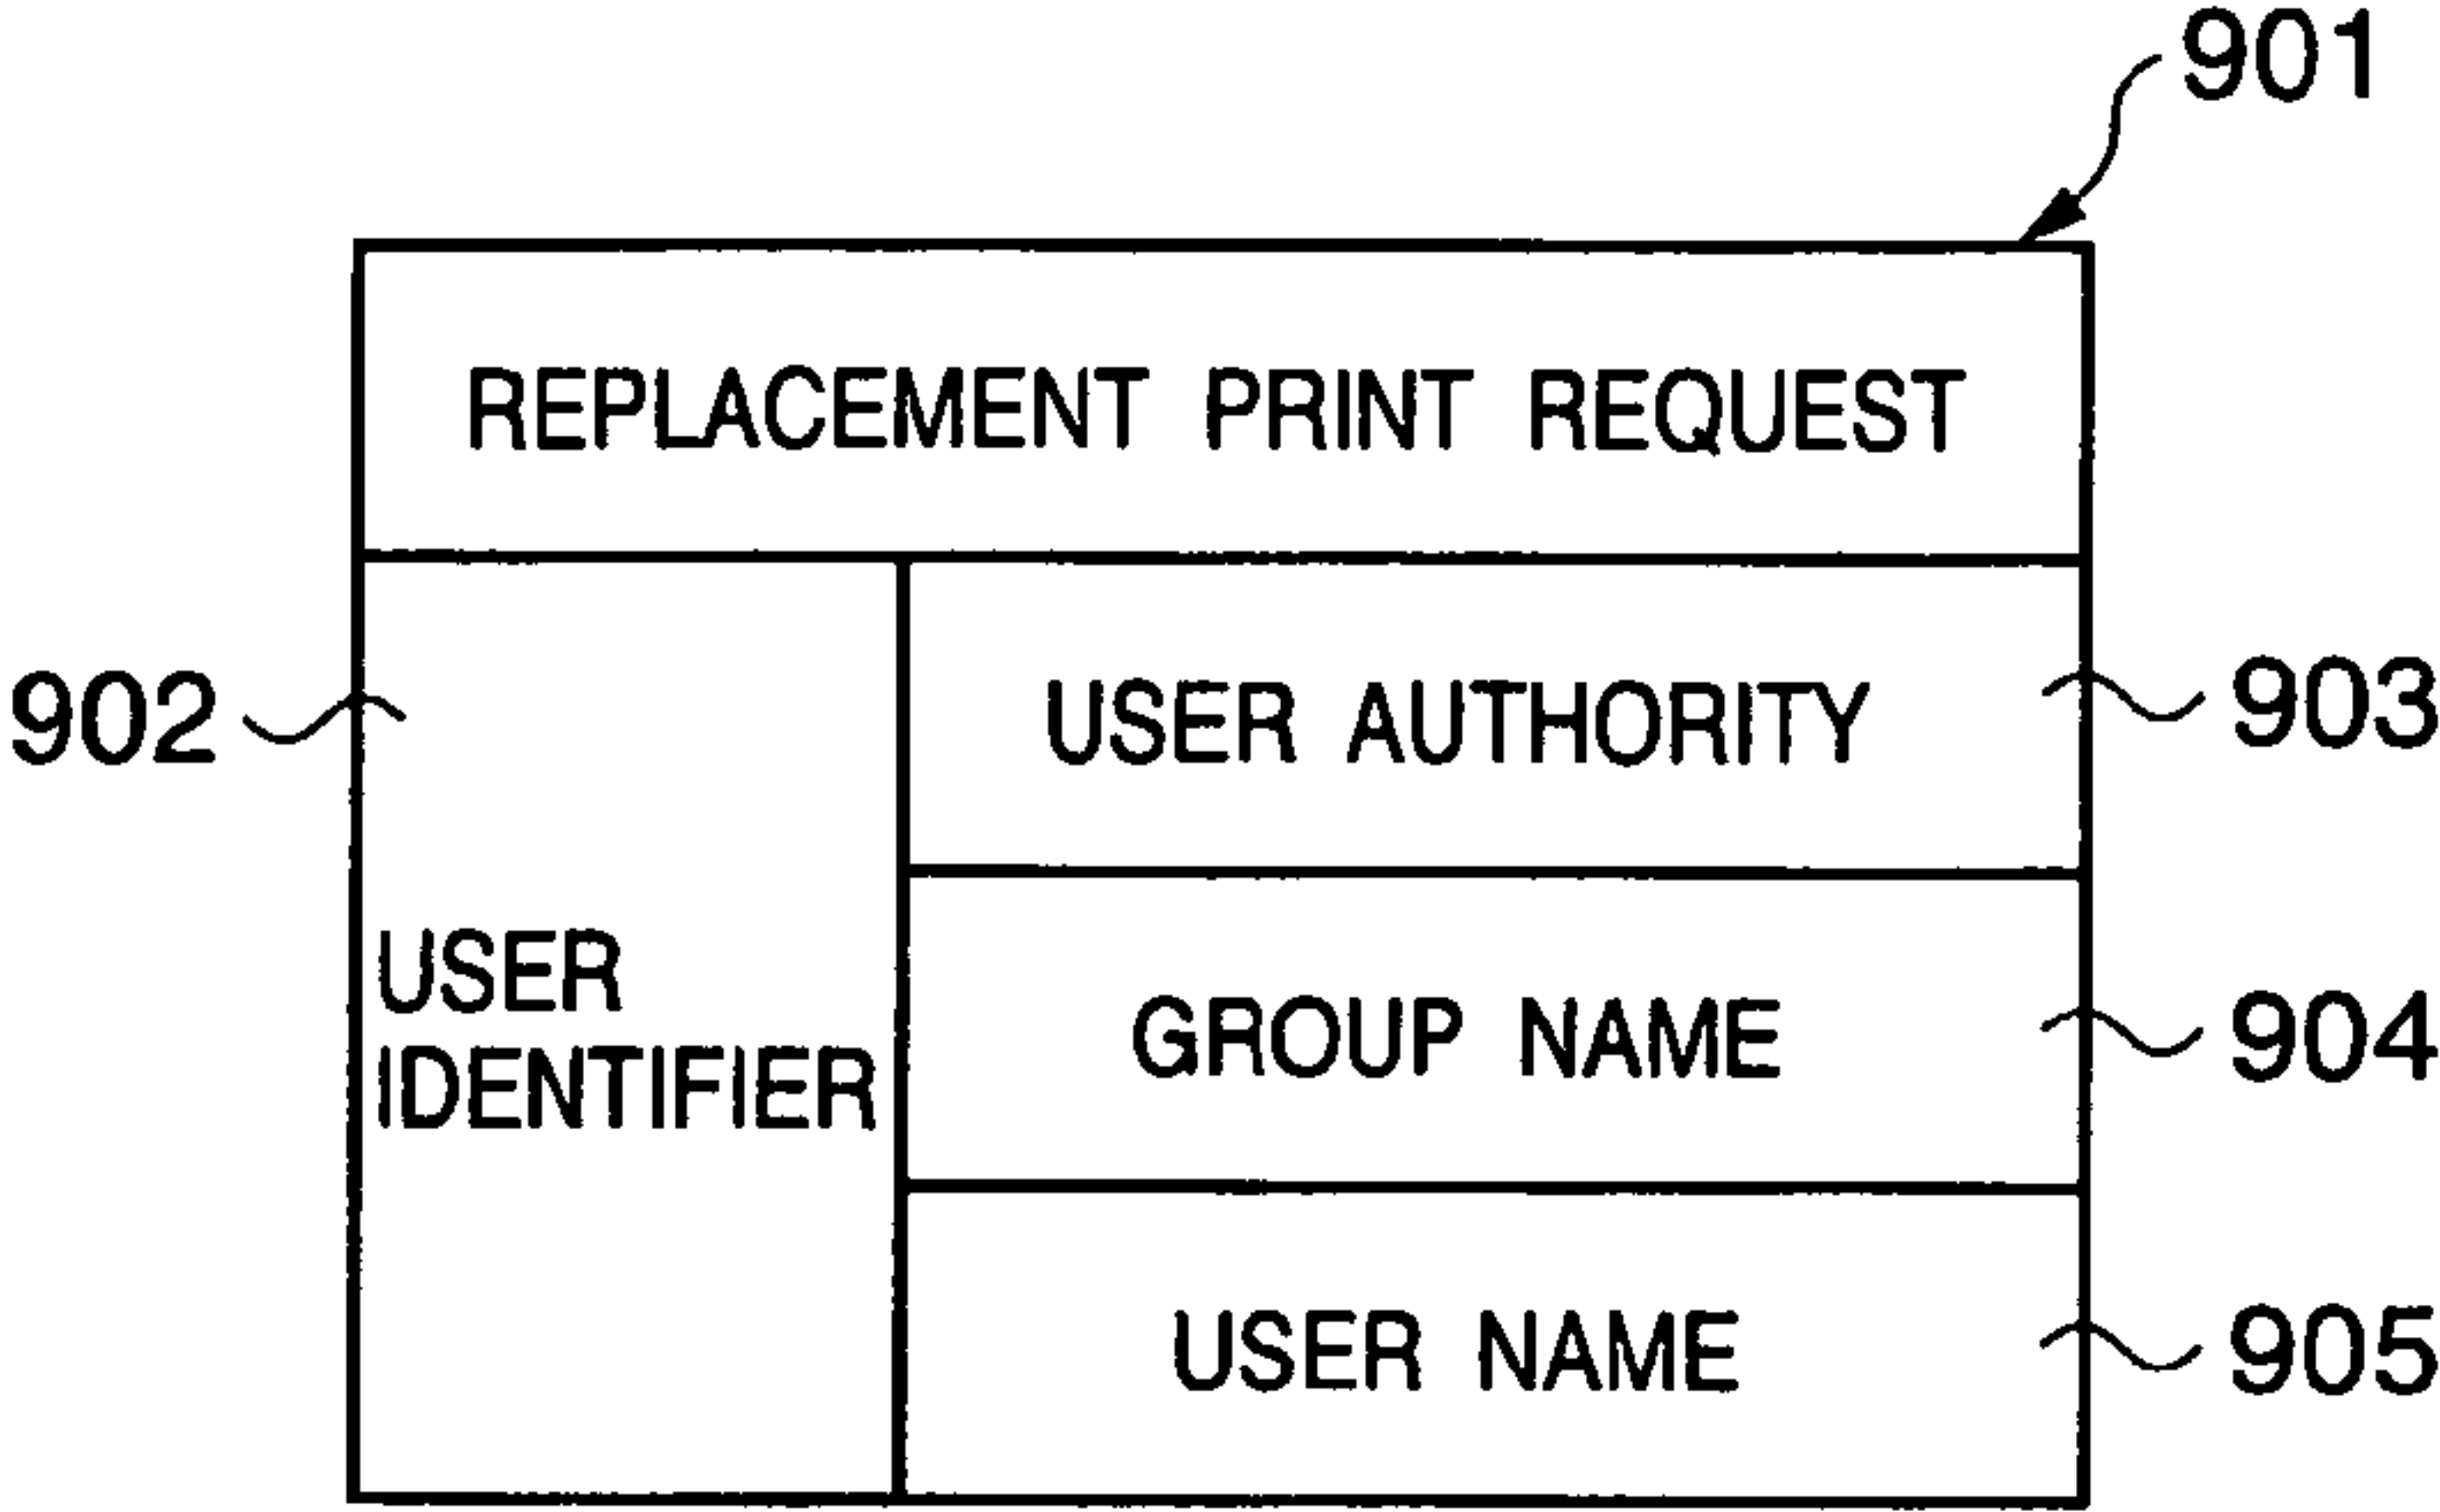 901
REPLACEMENT PRINT REQUEST
902
USER AUTHORITY
903
USER
IDENTIFIER
GROUP NAME
904
USER NAME
905